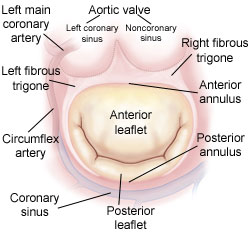 Left main
coronary
artery
Aortic valve
Left coronary
sinus
Noncoronary
sinus
Right fibrous
trigone
Left fibrous
trigone
Anterior
annulus
Anterior
leaflet
Circumflex
artery
Posterior
annulus
Coronary
sinus
Posterior
leaflet